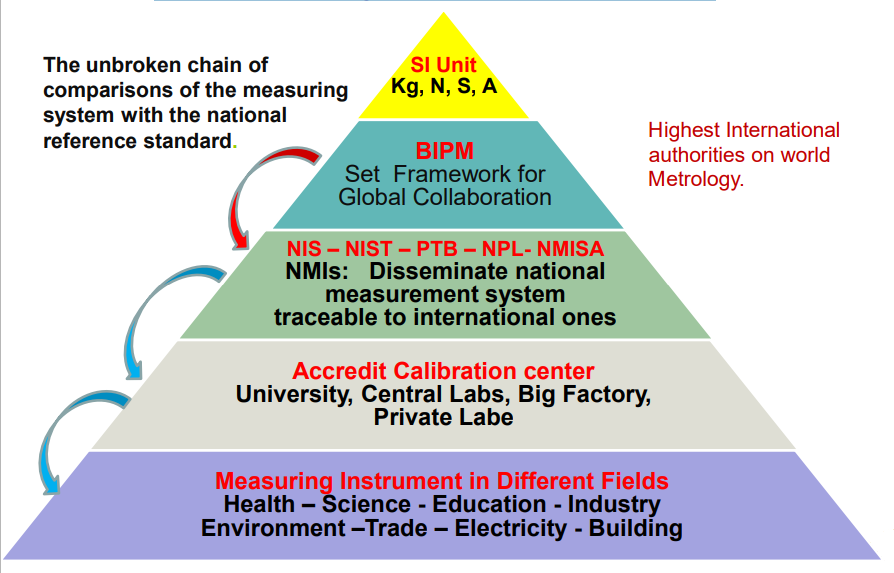 The unbroken chain of
comparisons of the measuring
system with the national
reference standard.
SI Unit
Kg, N, S, A
Highest International
authorities on world
Metrology.
BIPM
Set Framework for
Global Collaboration
NIS – NIST – PTB – NPL- NMISA
NMIs: Disseminate national
measurement system
traceable to international ones
Accredit Calibration center
University, Central Labs, Big Factory,
Private Labe
Measuring Instrument in Different Fields
Health – Science - Education - Industry
Environment –Trade – Electricity - Building